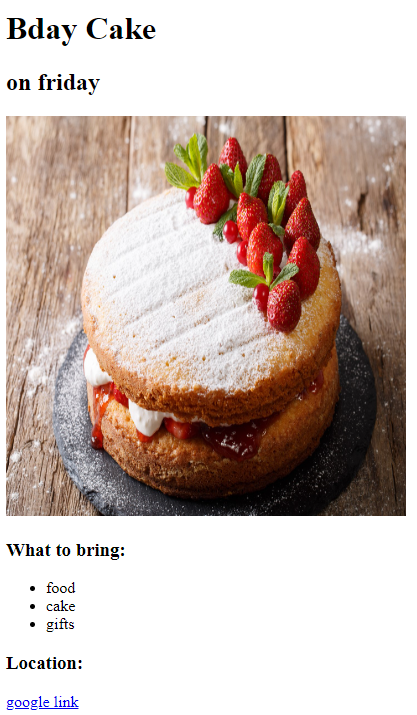 Bday Cake
on friday
What to bring:
food
cake
gifts
Location:
google link